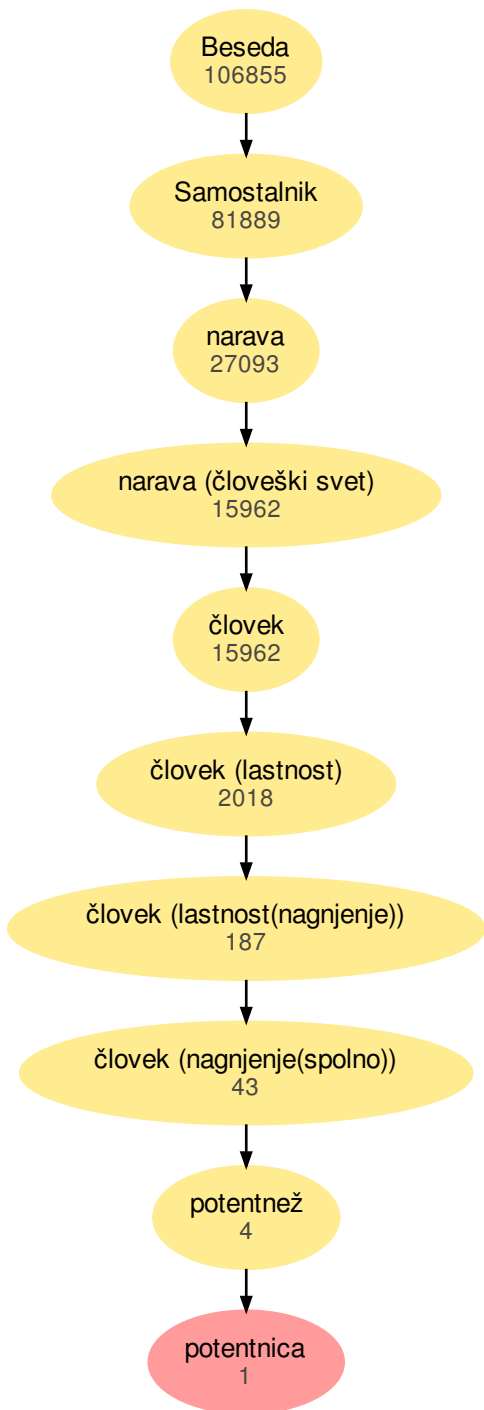 Beseda
106855
Samostalnik
81889
narava
27093
narava (človeški svet)
15962
človek
15962
človek (lastnost)
2018
človek (lastnost(nagnjenje))
187
človek (nagnjenje(spolno))
43
potentnež
4
potentnica
1